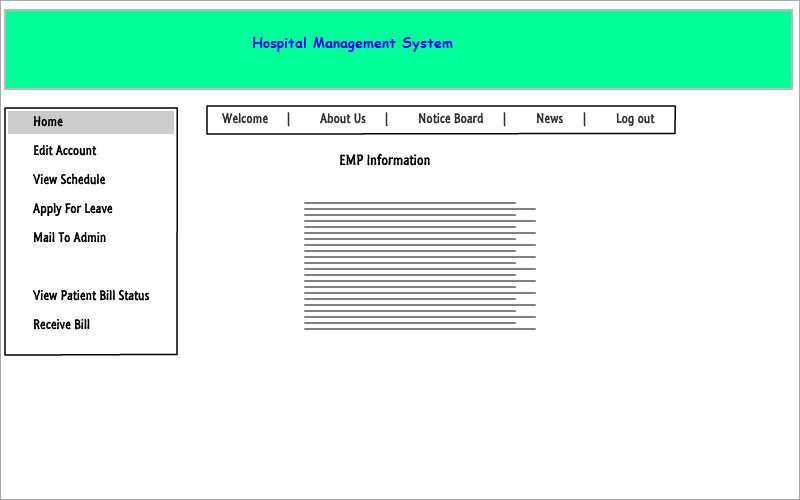 Hospital Management System
Home
Edit Account
View Schedule
Apply For Leave
Mail To Admin
View Patient Bill Status
Receive Bill
Welcome | About Us | Notice Board | News | Log out
EMP Information